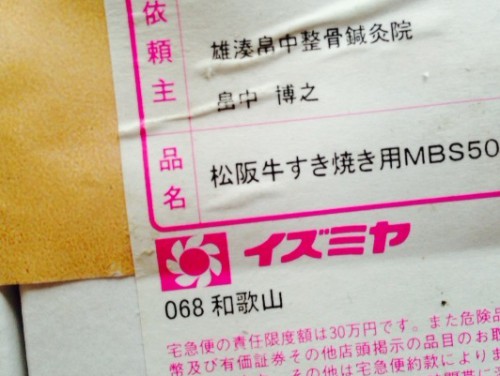 依頼主
雄湊畠中整骨鍼灸院
畠中 博之
品名
松阪牛すき焼き用MBS50
イズミヤ
068 和歌山
宅急便の責任限度額は30万円です。また危険品
幣及び有価証券その他店頭掲示の品目のお取
その他は宅急便約款によりま